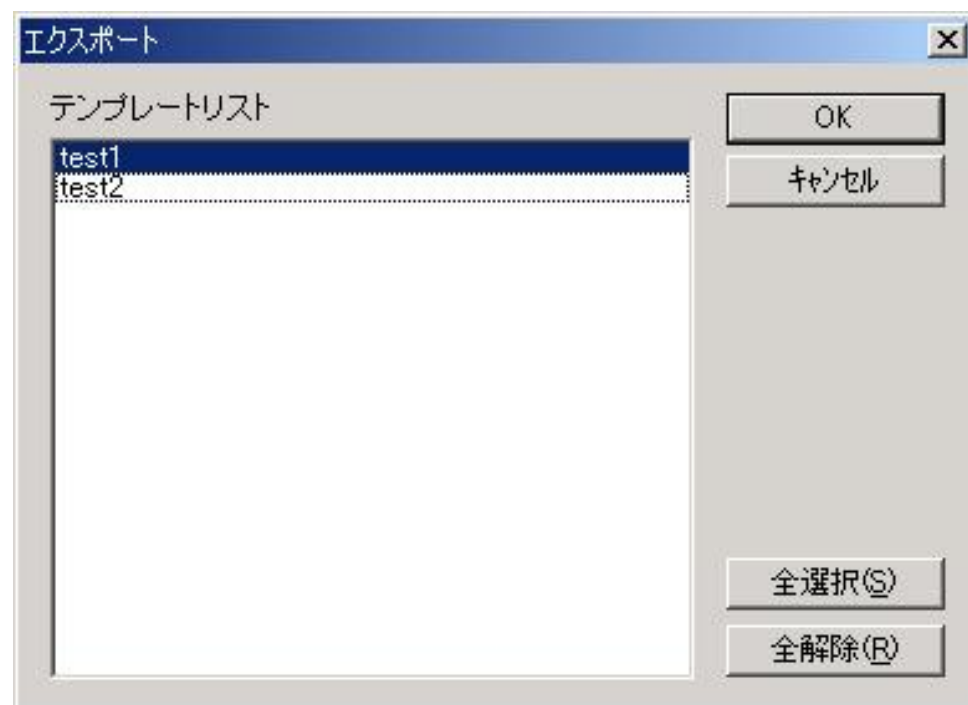 エクスポート
テンプレートリスト
test1
test2
OK
キャンセル
全選択(S)
全解除(R)